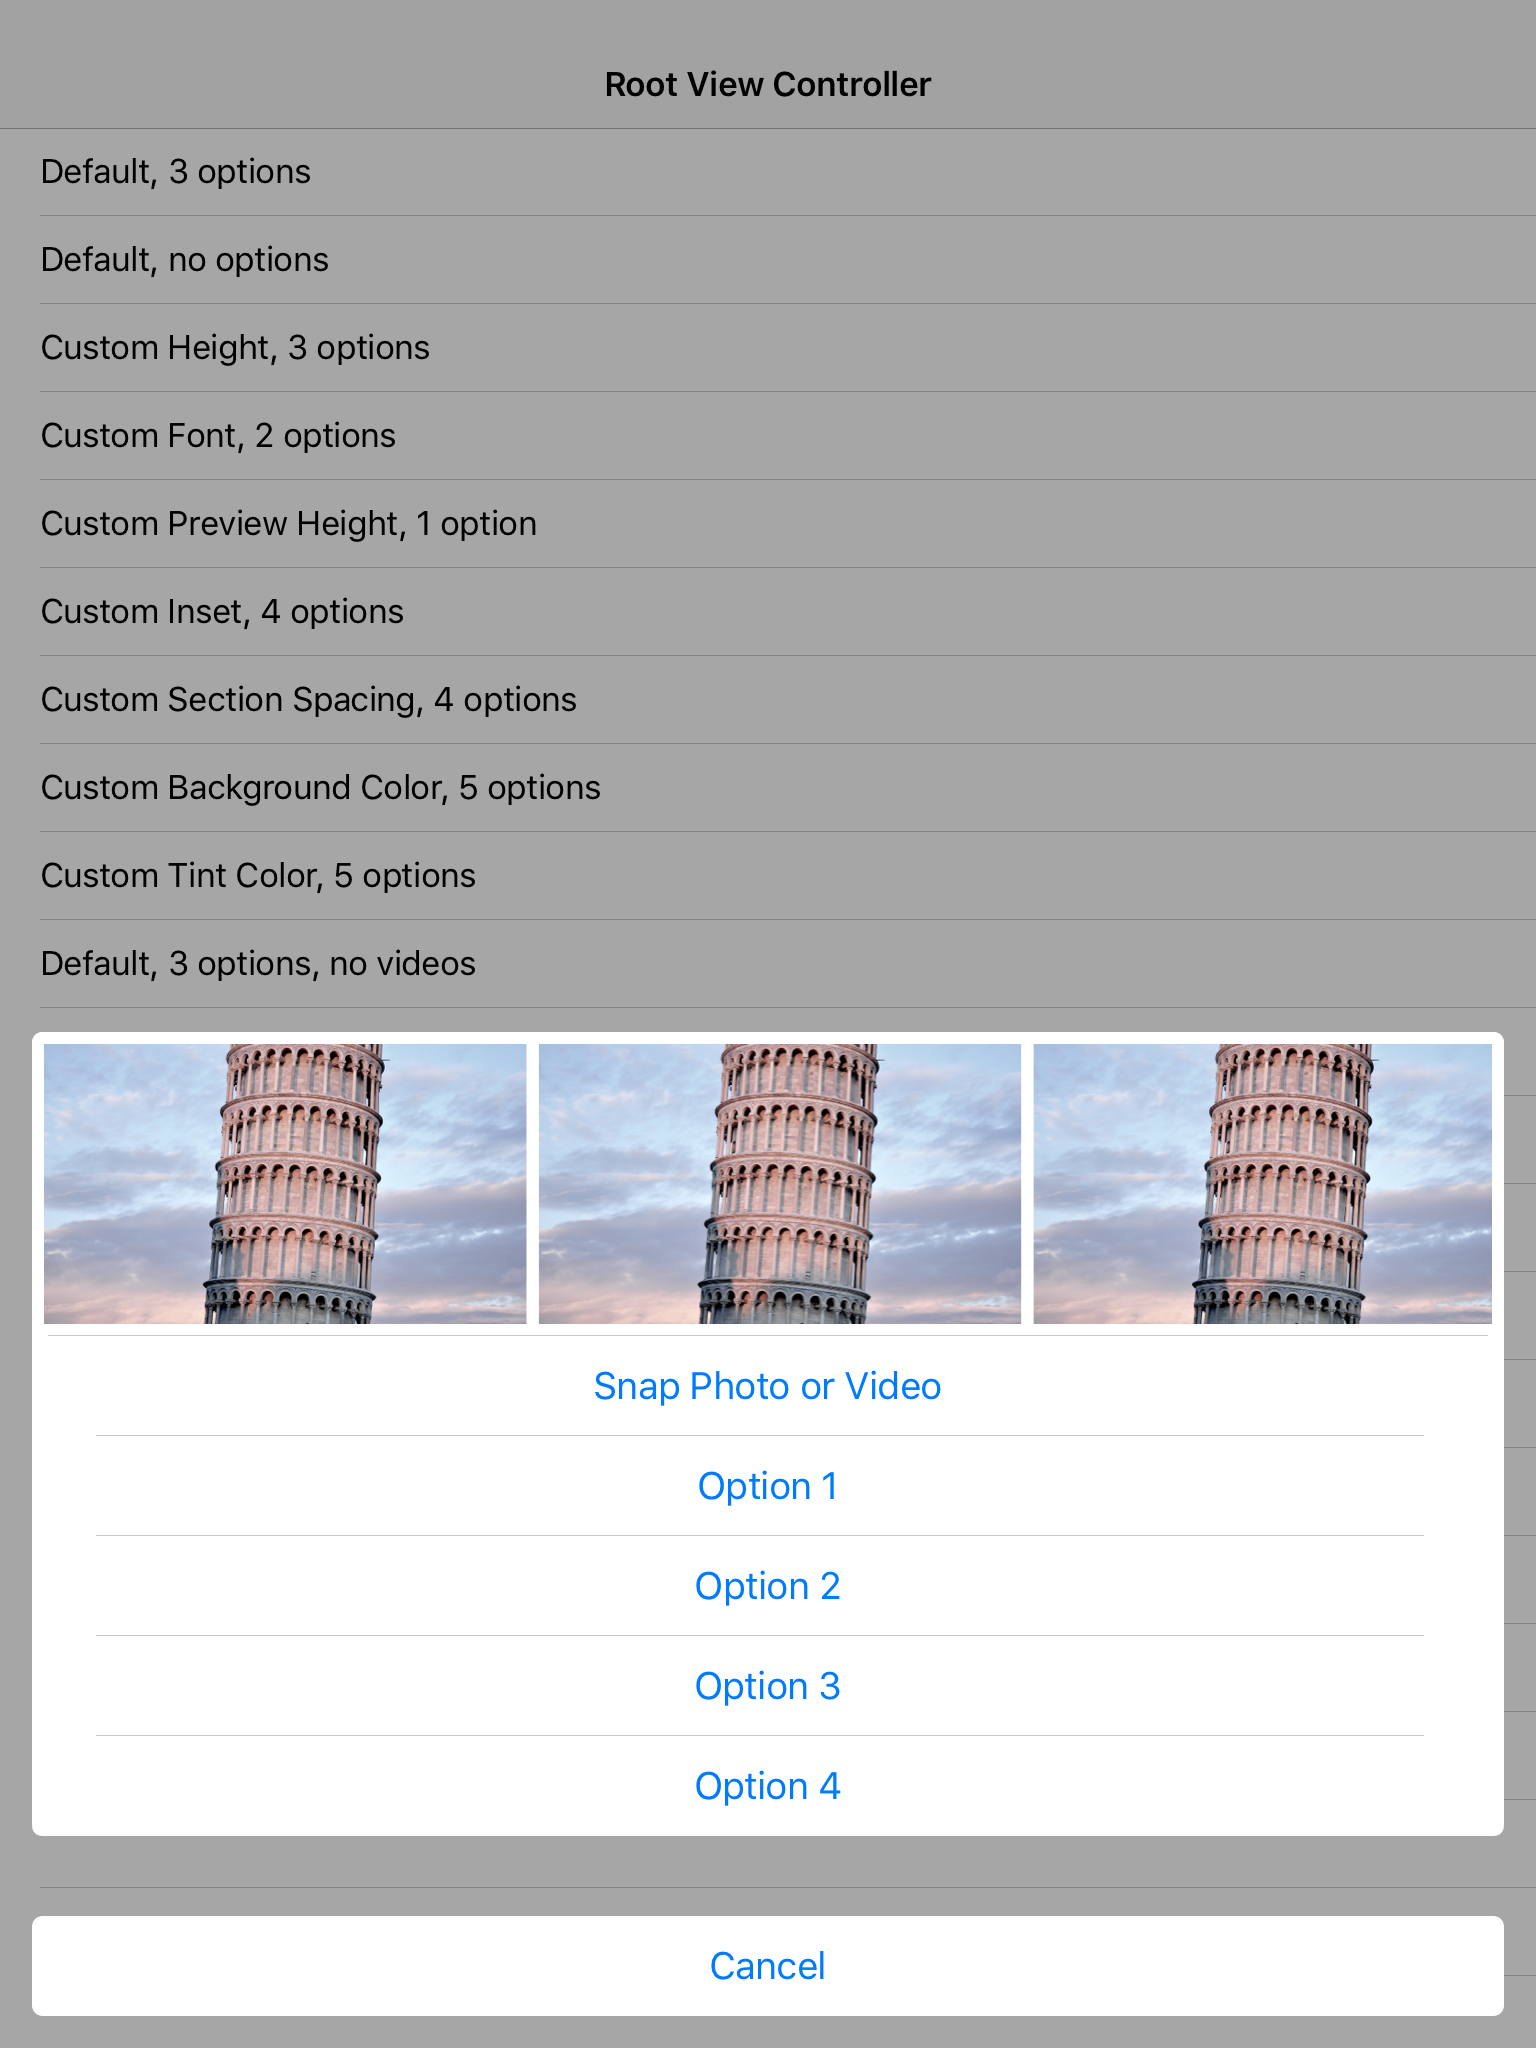 Root View Controller
Default, 3 options
Default, no options
Custom Height, 3 options
Custom Font, 2 options
Custom Preview Height, 1 option
Custom Inset, 4 options
Custom Section Spacing, 4 options
Custom Background Color, 5 options
Custom Tint Color, 5 options
Default, 3 options, no videos
Snap Photo or Video
Option 1
Option 2
Option 3
Option 4
Cancel